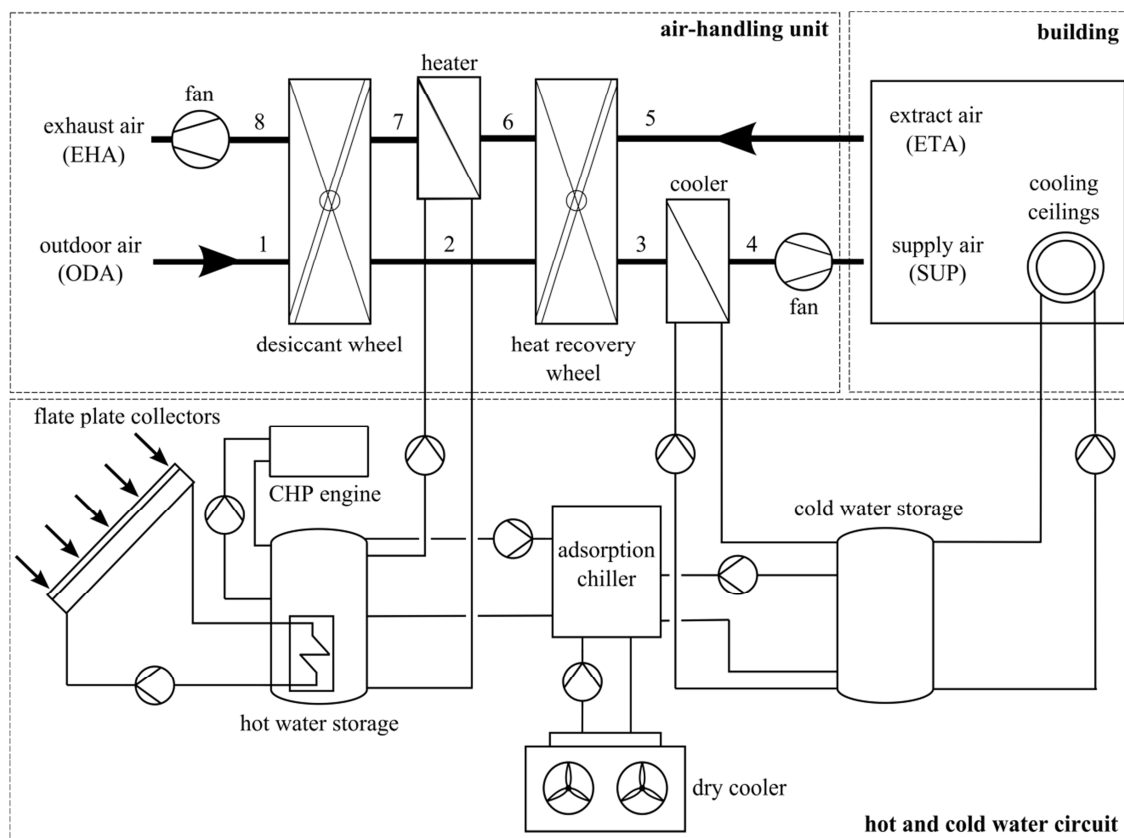 air-handling unit
building
heater
fan
exhaust air
(EHA)
8
7
6
5
extract air
(ETA)
cooler
cooling
ceilings
outdoor air
(ODA)
1
2
3
4
supply air
(SUP)
fan
desiccant wheel
heat recovery
wheel
flate plate collectors
CHP engine
cold water storage
adsorption
chiller
hot water storage
dry cooler
hot and cold water circuit